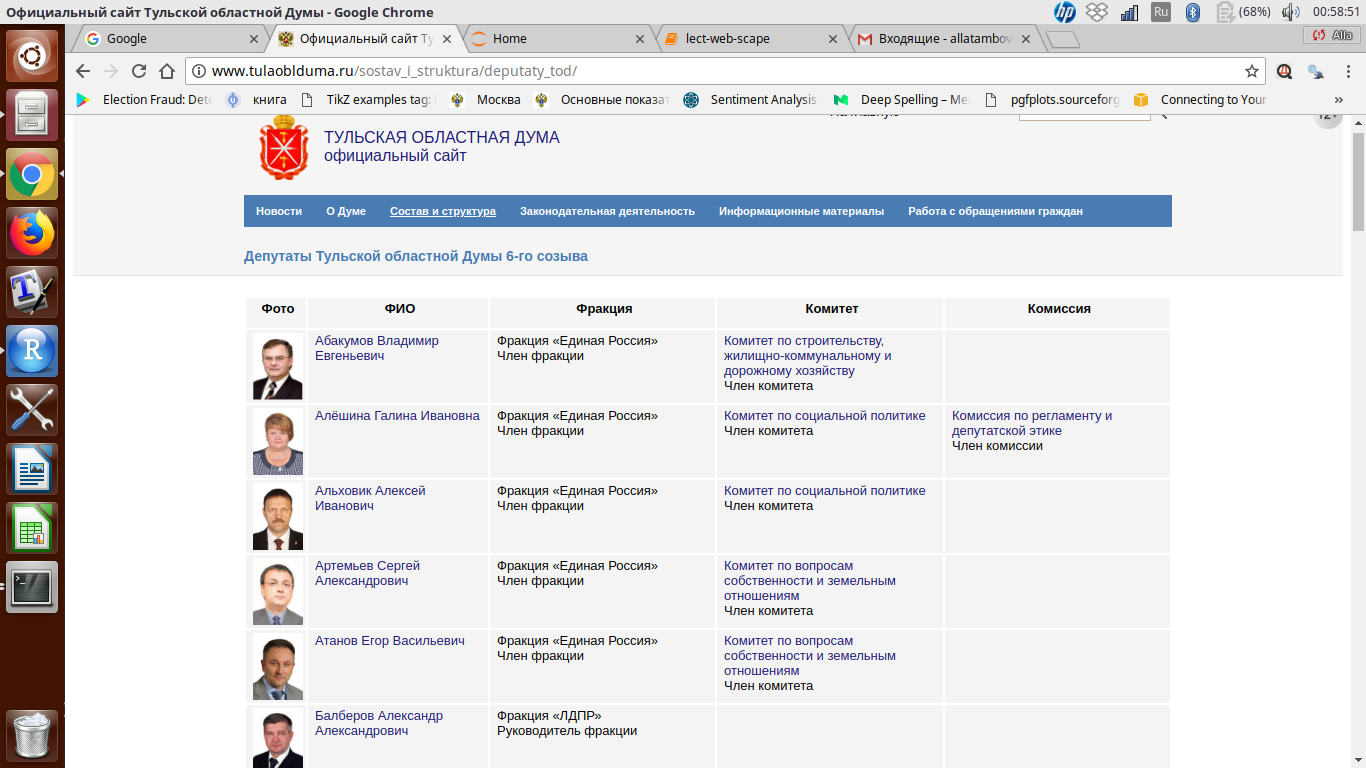 Официальный сайт Тульской областной Думы - Google Chrome
Ru
(68%)
00:58:51
Google
Официальный сайт Ту
Home
lect-web-scape
Входящие - allatambov
Alla
www.tulaoblduma.ru/sostav_i_struktura/deputaty_tod/
Election Fraud: Dete
книга
TikZ examples tag:
Москва
Основные показат
Sentiment Analysis
Deep Spelling – Me
pgfplots.sourceforg
Connecting to Your
»
12+
ТУЛЬСКАЯ ОБЛАСТНАЯ ДУМА
официальный сайт
Новости
О Думе
Состав и структура
Законодательная деятельность
Информационные материалы
Работа с обращениями граждан
Депутаты Тульской областной Думы 6-го созыва
Фото
ФИО
Фракция
Комитет
Комиссия
Абакумов Владимир
Евгеньевич
Фракция «Единая Россия»
Член фракции
Комитет по строительству,
жилищно-коммунальному и
дорожному хозяйству
Член комитета
Алёшина Галина Ивановна
Фракция «Единая Россия»
Член фракции
Комитет по социальной политике
Член комитета
Комиссия по регламенту и
депутатской этике
Член комиссии
Альховик Алексей
Иванович
Фракция «Единая Россия»
Член фракции
Комитет по социальной политике
Член комитета
Артемьев Сергей
Александрович
Фракция «Единая Россия»
Член фракции
Комитет по вопросам
собственности и земельным
отношениям
Член комитета
Атанов Егор Васильевич
Фракция «Единая Россия»
Член фракции
Комитет по вопросам
собственности и земельным
отношениям
Член комитета
Балберов Александр
Александрович
Фракция «ЛДПР»
Руководитель фракции